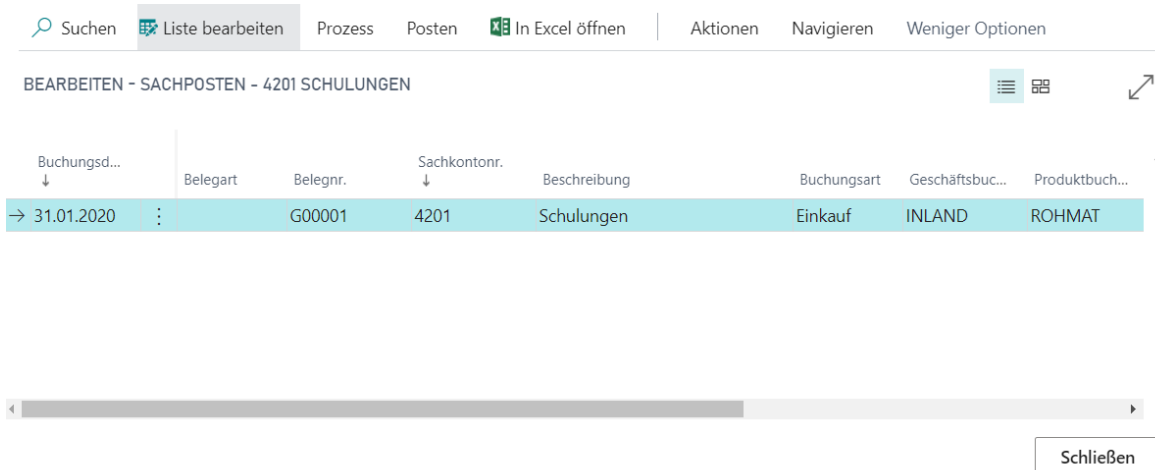 Suchen Liste bearbeiten Prozess Posten In Excel öffnen Aktionen Navigieren Weniger Optionen
BEARBEITEN - SACHPOSTEN - 4201 SCHULUNGEN
Buchungsd... Belegart Belegnr. Sachkontonr. Beschreibung Buchungsart Geschäftsbuc... Produktbuch...
31.01.2020 G00001 4201 Schulungen Einkauf INLAND ROHMAT
Schließen